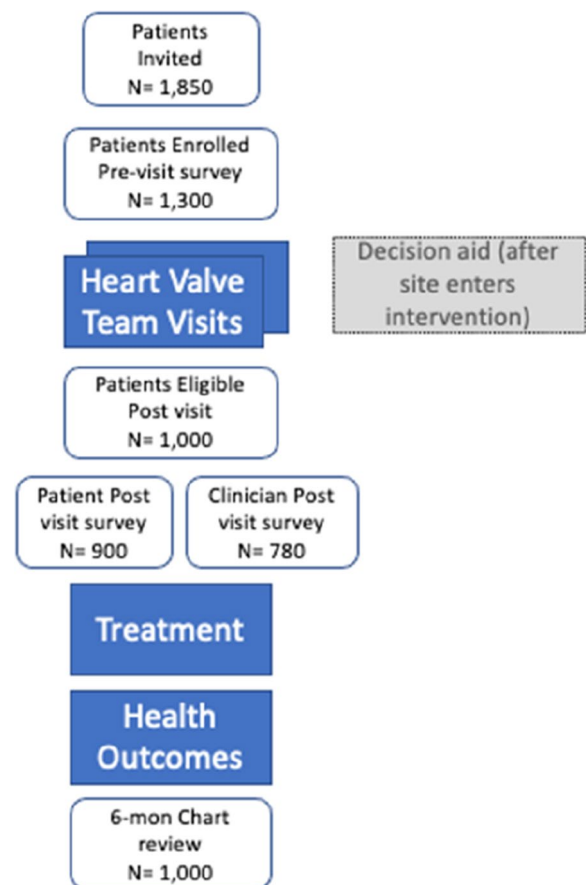 Patients
Invited
N= 1,850
Patients Enrolled
Pre-visit survey
N= 1,300
Heart Valve
Team Visits
Decision aid (after
site enters
intervention)
Patients Eligible
Post visit
N= 1,000
Patient Post
visit survey
N= 900
Clinician Post
visit survey
N= 780
Treatment
Health
Outcomes
6-mon Chart
review
N= 1,000